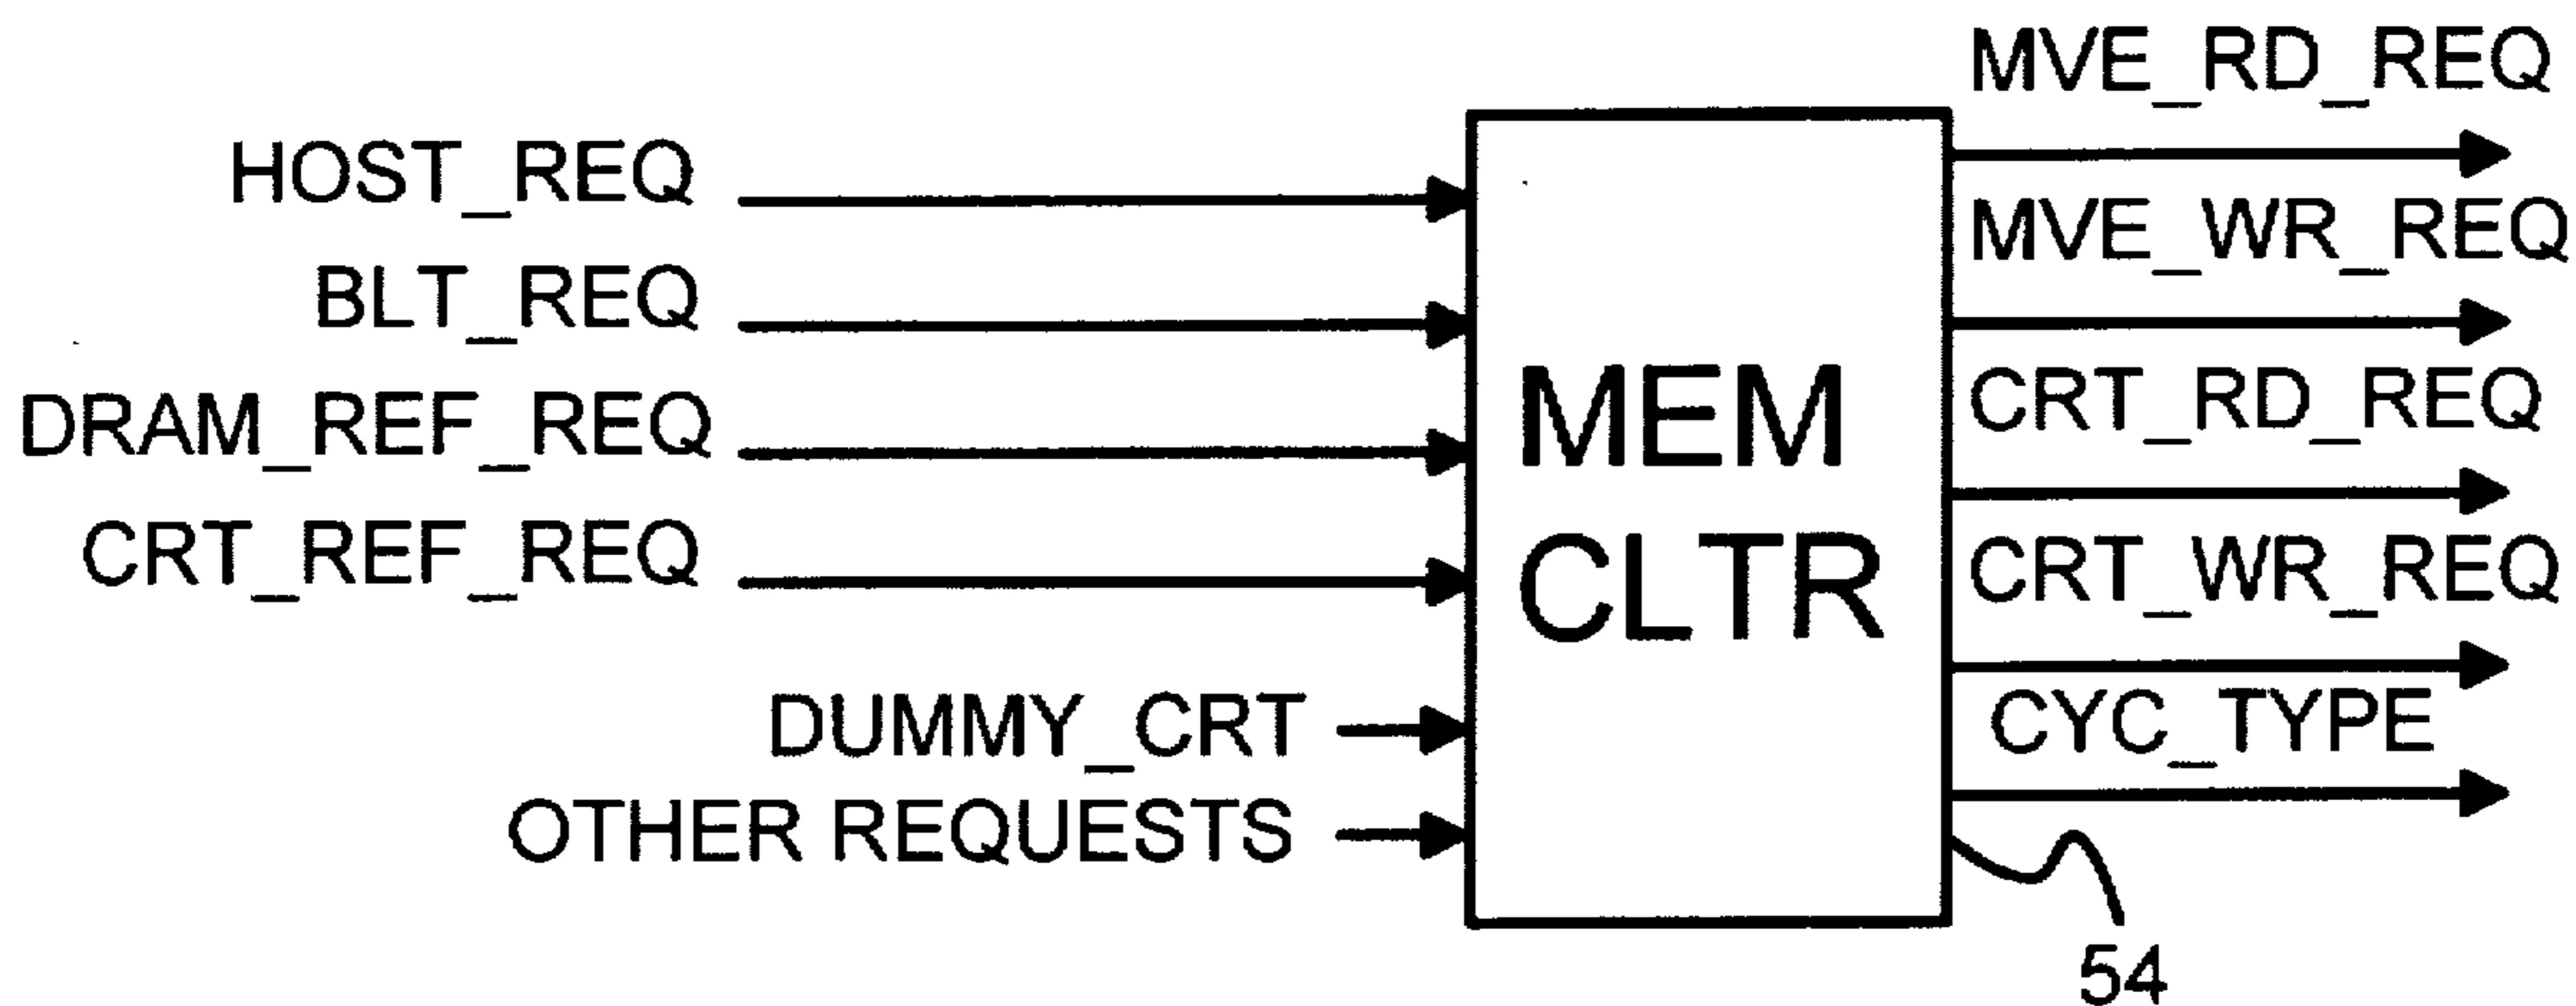 HOST_REQ
BLT_REQ
DRAM_REF_REQ
CRT_REF_REQ
DUMMY_CRT
OTHER REQUESTS
MEM
CLTR
MVE_RD_REQ
MVE_WR_REQ
CRT_RD_REQ
CRT_WR_REQ
CYC_TYPE
54